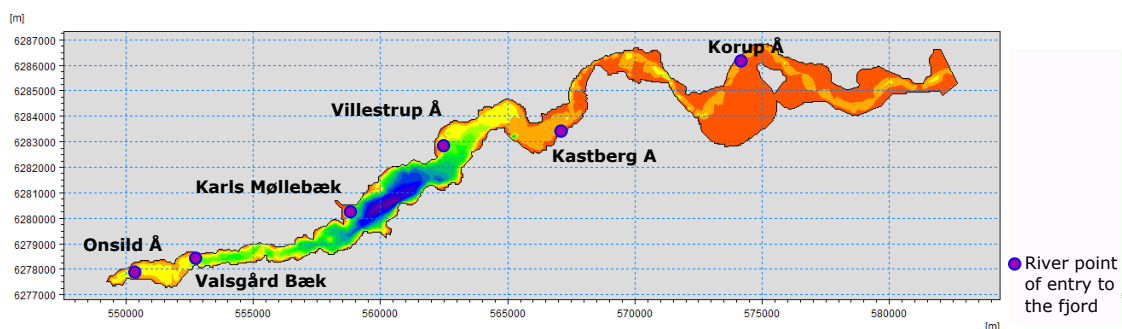 [m]
6287000
6286000
6285000
6284000
6283000
6282000
6281000
6280000
6279000
6278000
6277000
Korup Å
Villestrup Å
Kastberg A
Karls Møllebæk
Onsild Å
Valsgård Bæk
550000 555000 560000 565000 570000 575000 580000
[m]
River point
of entry to
the fjord